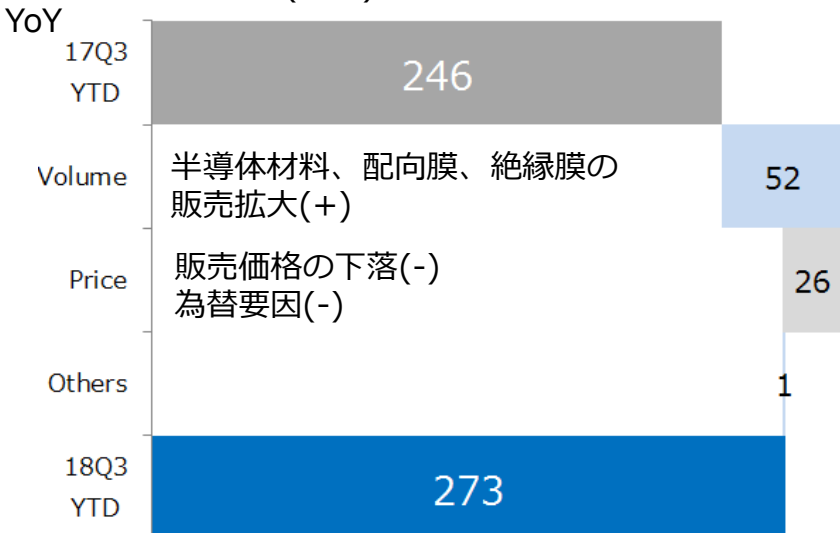 YoY
17Q3
YTD
246
Volume
半導体材料、配向膜、絶縁膜の
販売拡大(+)
52
Price
販売価格の下落(-)
為替要因(-)
26
Others
1
18Q3
YTD
273